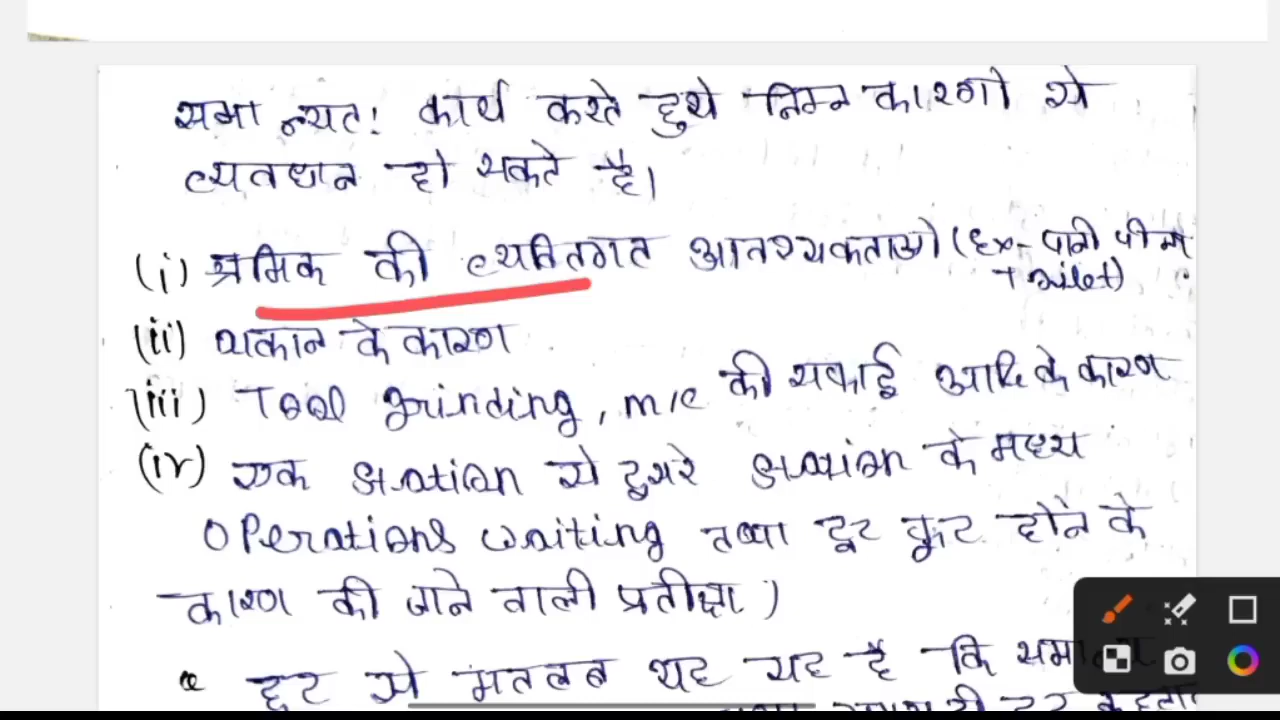 समान्यत: कार्य करते हुये निम्न कारणो से
व्यवधान हो सकते है।
(i) श्रमिक की व्यक्तिगत आवश्यकताओ (Ex- पानी पीना
+ toilet)
(ii) थकान के कारण
(iii) Tool grinding, m/c की सफाई आदि के कारण
(iv) एक station से दूसरे station के मध्य
Operations waiting तथा टूट फूट होने के
कारण की जाने वाली प्रतीक्षा)
छूट से मतलब यह है कि